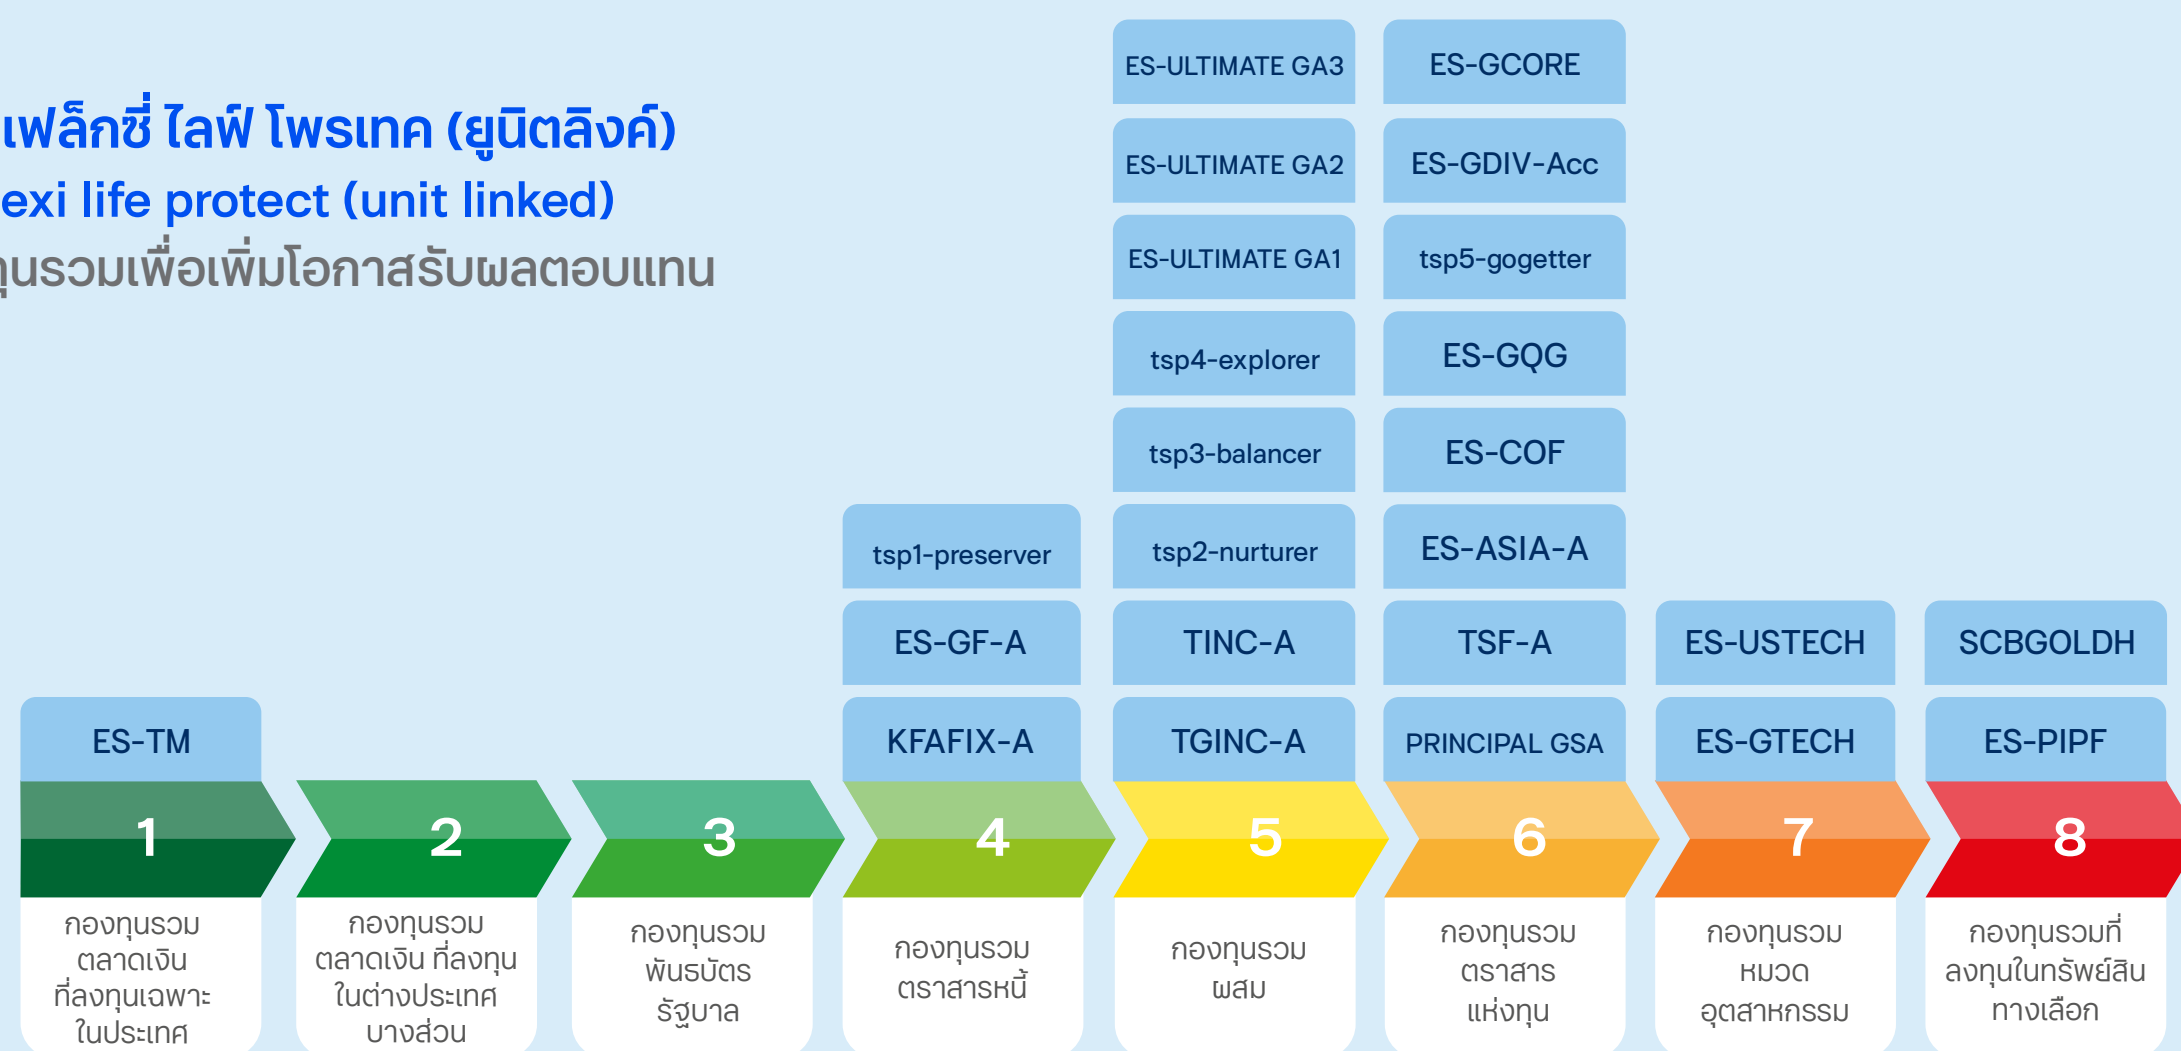 เฟล็กซี่ ไลฟ์ โพรเทค (ยูนิตลิงค์)
exi life protect (unit linked)
ทุนรวมเพื่อเพิ่มโอกาสรับผลตอบแทน
ES-ULTIMATE GA3
ES-GCORE
ES-ULTIMATE GA2
ES-GDIV-Acc
ES-ULTIMATE GA1
tsp5-gogetter
tsp4-explorer
ES-GQG
tsp3-balancer
ES-COF
tsp1-preserver
tsp2-nurturer
ES-ASIA-A
ES-GF-A
TINC-A
TSF-A
ES-USTECH
SCBGOLDH
ES-TM
KFAFIX-A
TGINC-A
PRINCIPAL GSA
ES-GTECH
ES-PIPF
1
2
3
4
5
6
7
8
กองทุนรวม
ตลาดเงิน
ที่ลงทุนเฉพาะ
ในประเทศ
กองทุนรวม
ตลาดเงิน ที่ลงทุน
ในต่างประเทศ
บางส่วน
กองทุนรวม
พันธบัตร
รัฐบาล
กองทุนรวม
ตราสารหนี้
กองทุนรวม
ผสม
กองทุนรวม
ตราสาร
แห่งทุน
กองทุนรวม
หมวด
อุตสาหกรรม
กองทุนรวมที่
ลงทุนในทรัพย์สิน
ทางเลือก